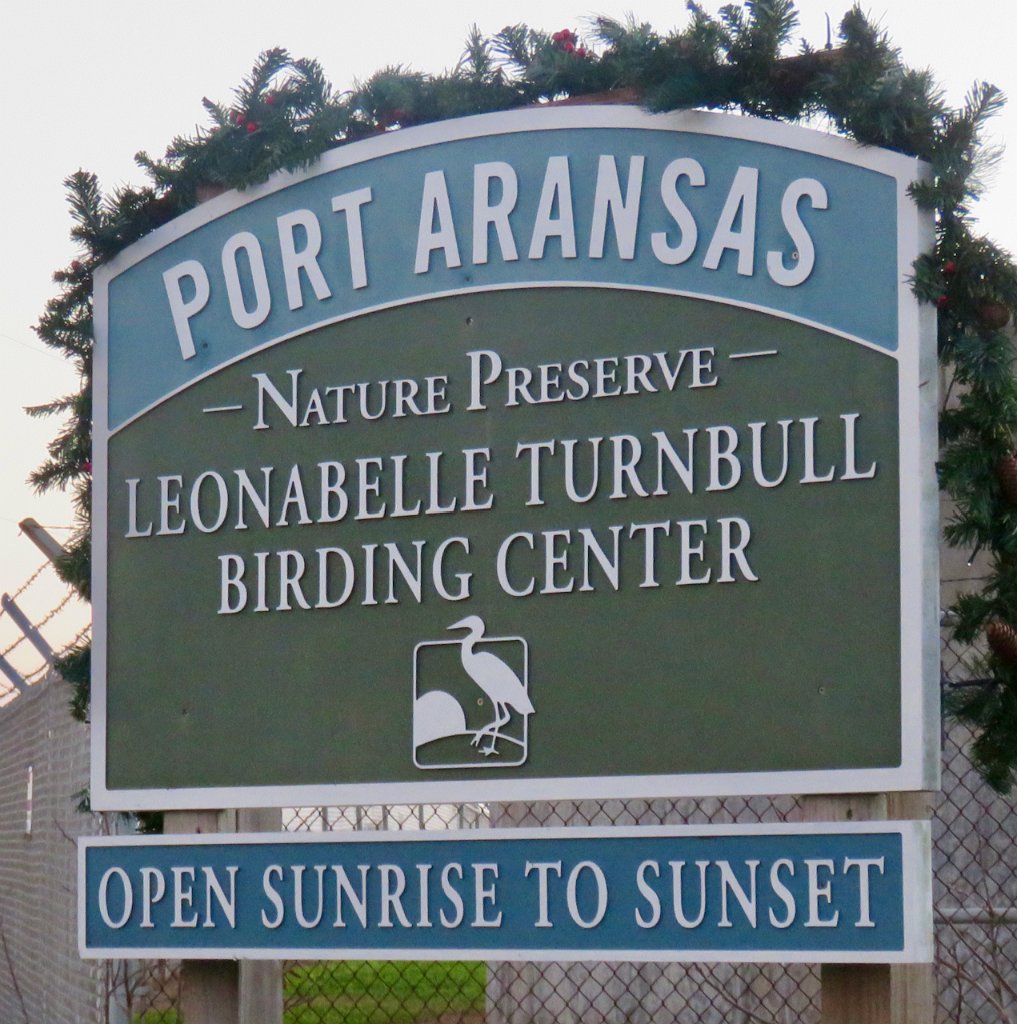 PORT ARANSAS
— NATURE PRESERVE —
LEONABELLE TURNBULL
BIRDING CENTER
OPEN SUNRISE TO SUNSET